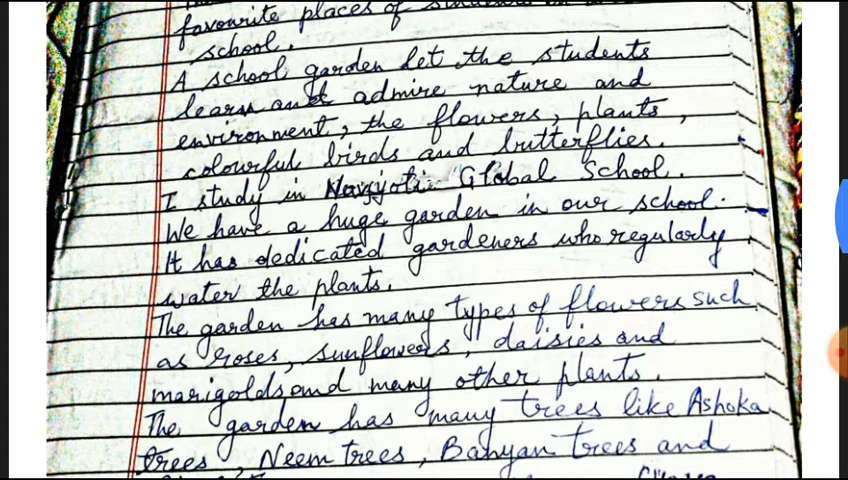 favourite places of students in
school.
A school garden let the students
learn and admire nature and
environment, the flowers, plants,
colourful birds and butterflies.
I study in Navjyoti Global School.
We have a huge garden in our school.
It has dedicated gardeners who regularly
water the plants.
The garden has many types of flowers such
as roses, sunflowers, daisies and
marigolds and many other plants.
The garden has many trees like Ashoka
trees, Neem trees, Banyan trees and